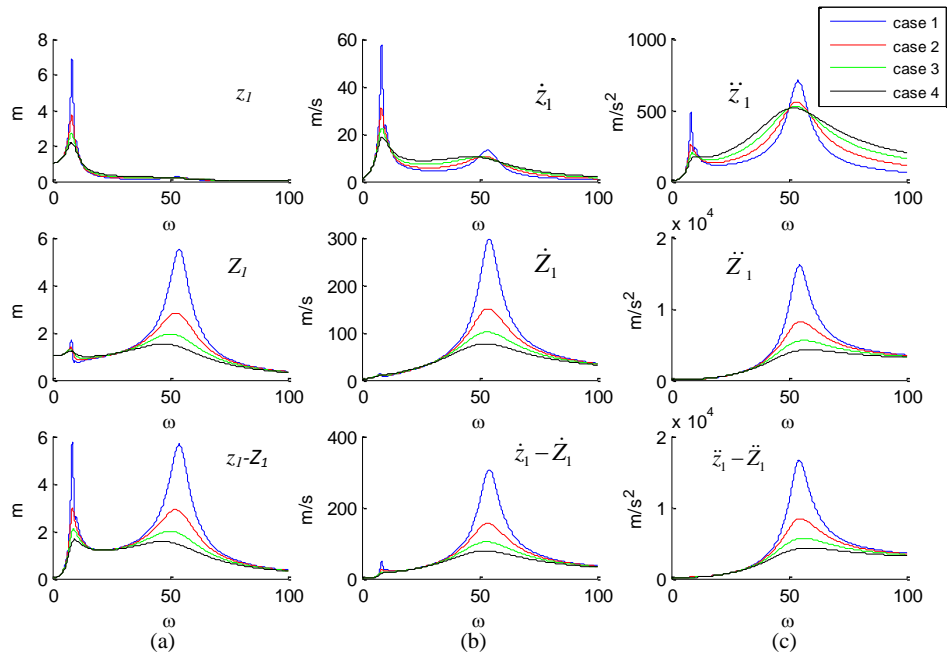 case 1
case 2
case 3
case 4
8
6
4
2
0
m
0 50 100
ω
z1
60
40
20
0
m/s
0 50 100
ω
ż1
1000
500
0
m/s2
0 50 100
ω
z̈1
6
4
2
0
m
0 50 100
ω
Z1
300
200
100
0
m/s
0 50 100
ω
Ż1
x 10^4
2
1
0
m/s2
0 50 100
ω
Z̈1
6
4
2
0
m
0 50 100
ω
z1-Z1
(a)
400
200
0
m/s
0 50 100
ω
ż1 − Ż1
(b)
x 10^4
2
1
0
m/s2
0 50 100
ω
z̈1 − Z̈1
(c)